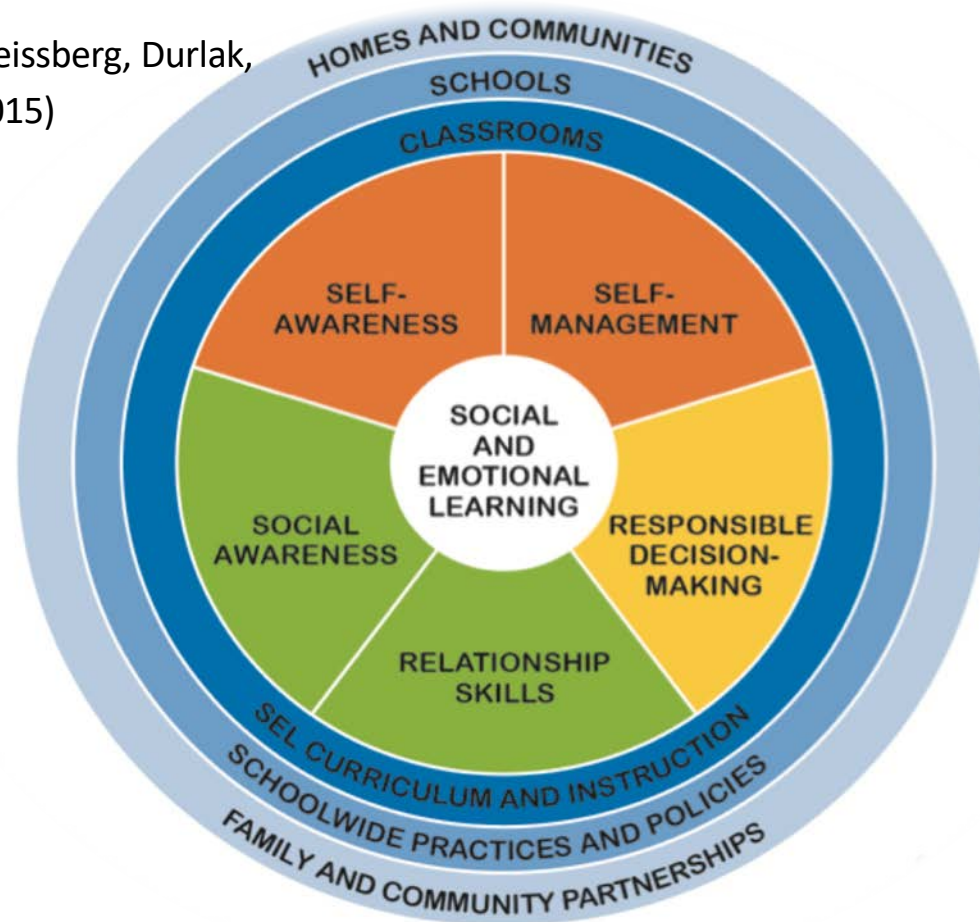 eissberg, Durlak,
015)
HOMES AND COMMUNITIES
SCHOOLS
CLASSROOMS
SELF-
AWARENESS
SELF-
MANAGEMENT
SOCIAL
AND
EMOTIONAL
LEARNING
SOCIAL
AWARENESS
RESPONSIBLE
DECISION-
MAKING
RELATIONSHIP
SKILLS
SEL CURRICULUM AND INSTRUCTION
SCHOOLWIDE PRACTICES AND POLICIES
FAMILY AND COMMUNITY PARTNERSHIPS